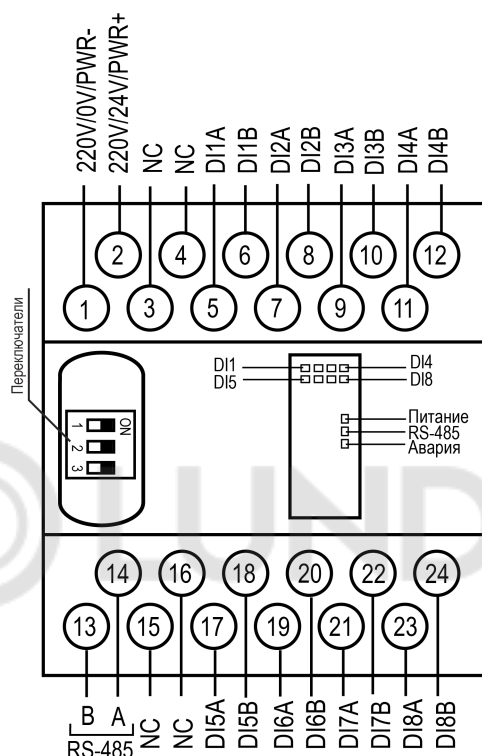 220V/0V/PWR-
220V/24V/PWR+
NC
NC
DI1A
DI1B
DI2A
DI2B
DI3A
DI3B
DI4A
DI4B
2
4
6
8
10
12
1
3
5
7
9
11
Переключатели
ON
1
2
3
DI1
DI4
DI5
DI8
Питание
RS-485
Авария
LUND
14
16
18
20
22
24
13
15
17
19
21
23
B
A
RS-485
NC
NC
DI5A
DI5B
DI6A
DI6B
DI7A
DI7B
DI8A
DI8B